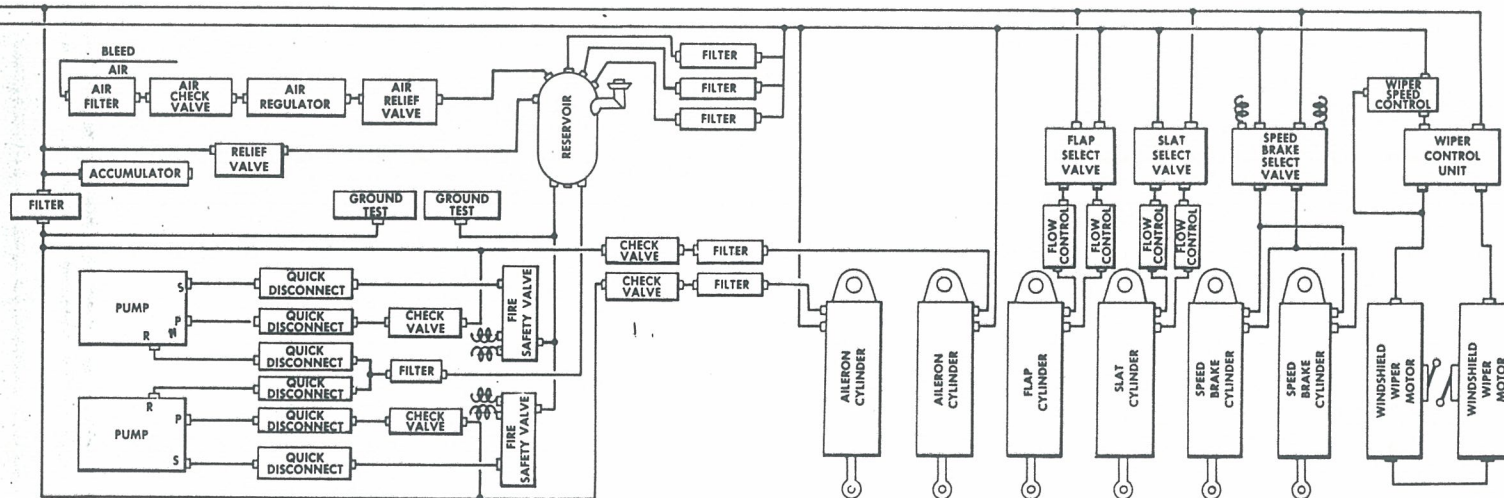 BLEED
AIR
AIR
FILTER
AIR
CHECK
VALVE
AIR
REGULATOR
AIR
RELIEF
VALVE
RESERVOIR
FILTER
FILTER
FILTER
RELIEF
VALVE
ACCUMULATOR
FILTER
GROUND
TEST
GROUND
TEST
FLAP
SELECT
VALVE
SLAT
SELECT
VALVE
SPEED
BRAKE
SELECT
VALVE
WIPER
SPEED
CONTROL
WIPER
CONTROL
UNIT
FLOW
CONTROL
FLOW
CONTROL
FLOW
CONTROL
FLOW
CONTROL
CHECK
VALVE
FILTER
CHECK
VALVE
FILTER
PUMP
S
P
R
QUICK
DISCONNECT
QUICK
DISCONNECT
CHECK
VALVE
QUICK
DISCONNECT
QUICK
DISCONNECT
FILTER
FIRE
SAFETY VALVE
PUMP
R
P
S
QUICK
DISCONNECT
CHECK
VALVE
QUICK
DISCONNECT
FIRE
SAFETY VALVE
AILERON
CYLINDER
AILERON
CYLINDER
FLAP
CYLINDER
SLAT
CYLINDER
SPEED
BRAKE
CYLINDER
SPEED
BRAKE
CYLINDER
WINDSHIELD
WIPER
MOTOR
WINDSHIELD
WIPER
MOTOR